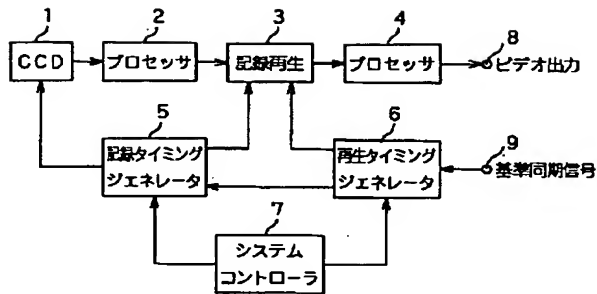 1
2
3
4
8
CCD
プロセッサ
記録再生
プロセッサ
ビデオ出力
5
6
9
記録タイミング
ジェネレータ
再生タイミング
ジェネレータ
基準同期信号
7
システム
コントローラ